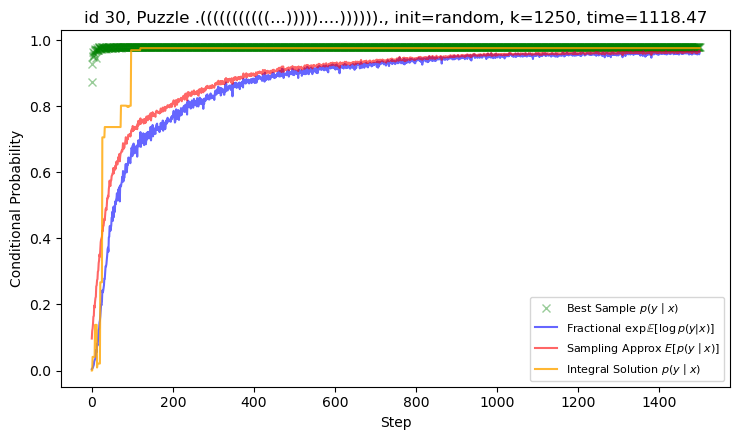 id 30, Puzzle .(((((((((((...)))))....))))))., init=random, k=1250, time=1118.47
1.0
0.8
0.6
0.4
0.2
0.0
Conditional Probability
0 200 400 600 800 1000 1200 1400
Step
Best Sample p(y | x)
Fractional exp𝔼[log p(y|x)]
Sampling Approx E[p(y | x)]
Integral Solution p(y | x)